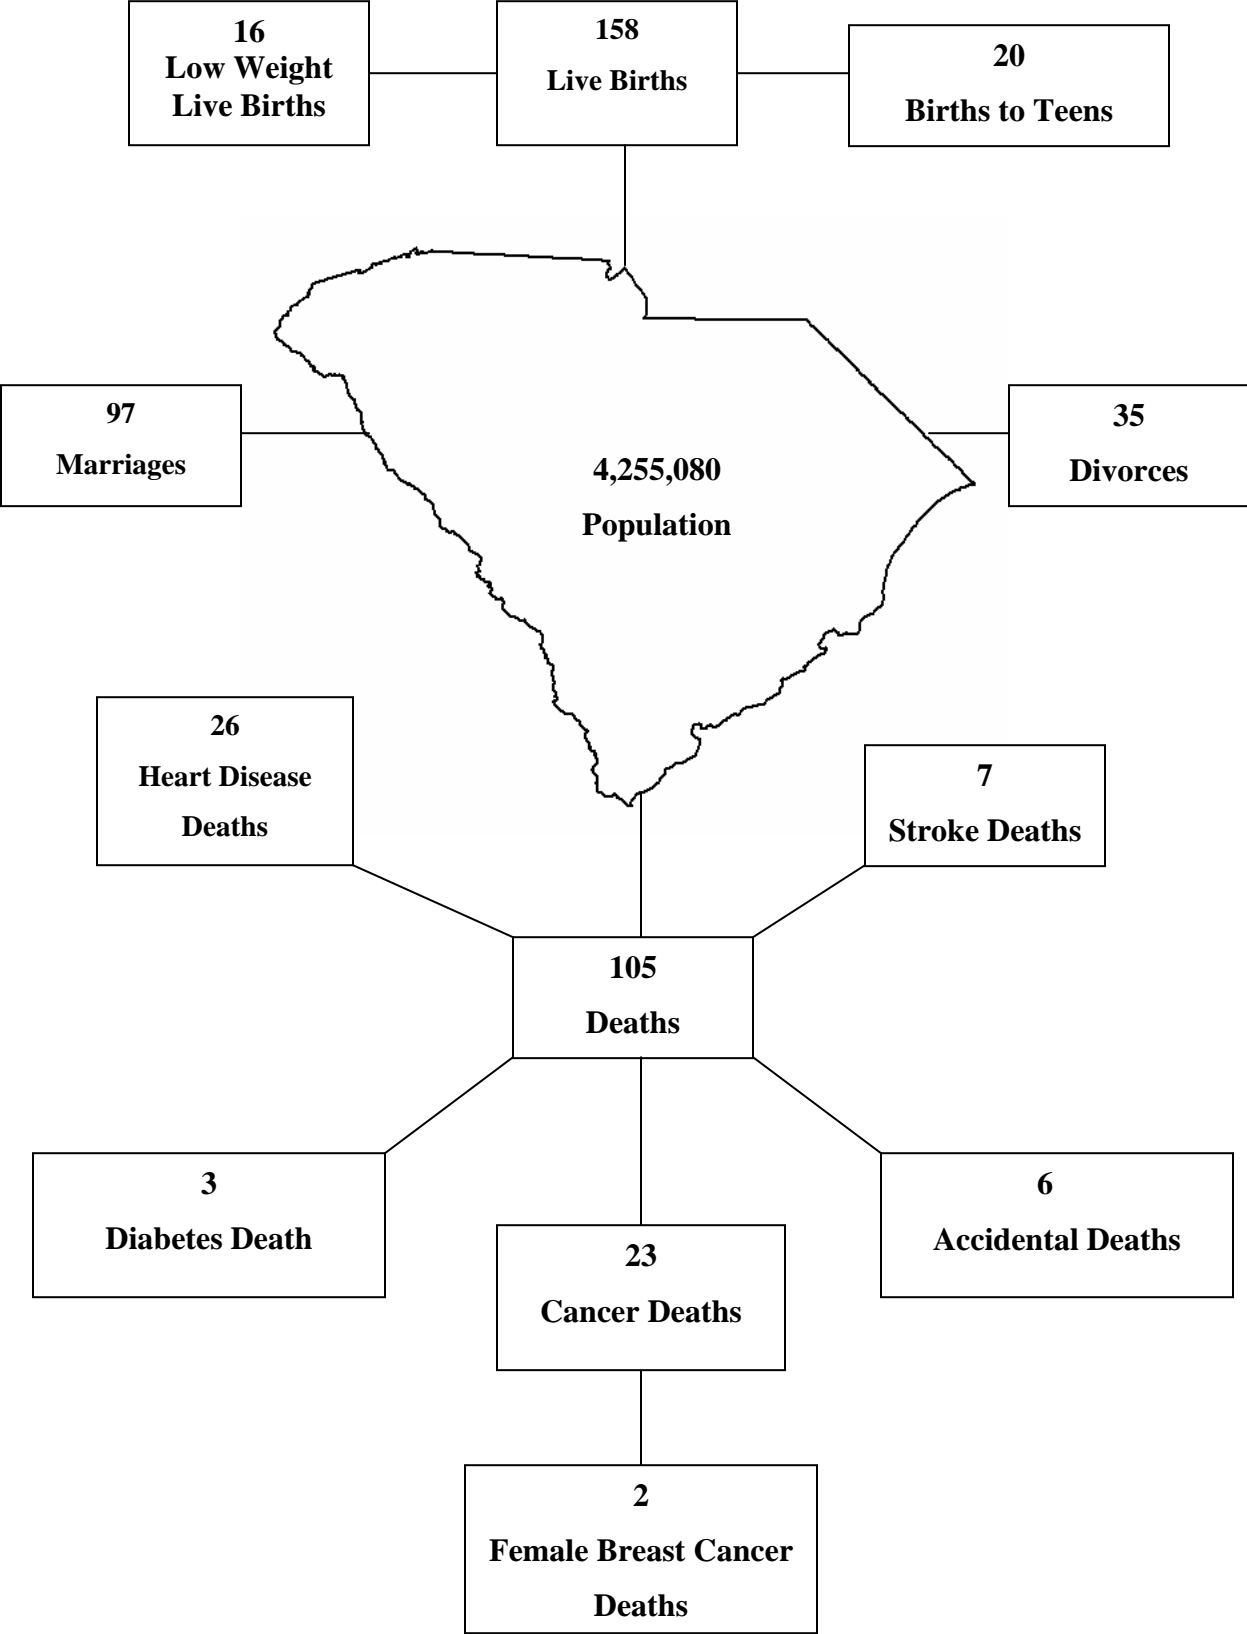 16
Low Weight
Live Births
158
Live Births
20
Births to Teens
97
Marriages
4,255,080
Population
35
Divorces
26
Heart Disease
Deaths
7
Stroke Deaths
105
Deaths
3
Diabetes Death
23
Cancer Deaths
6
Accidental Deaths
2
Female Breast Cancer
Deaths